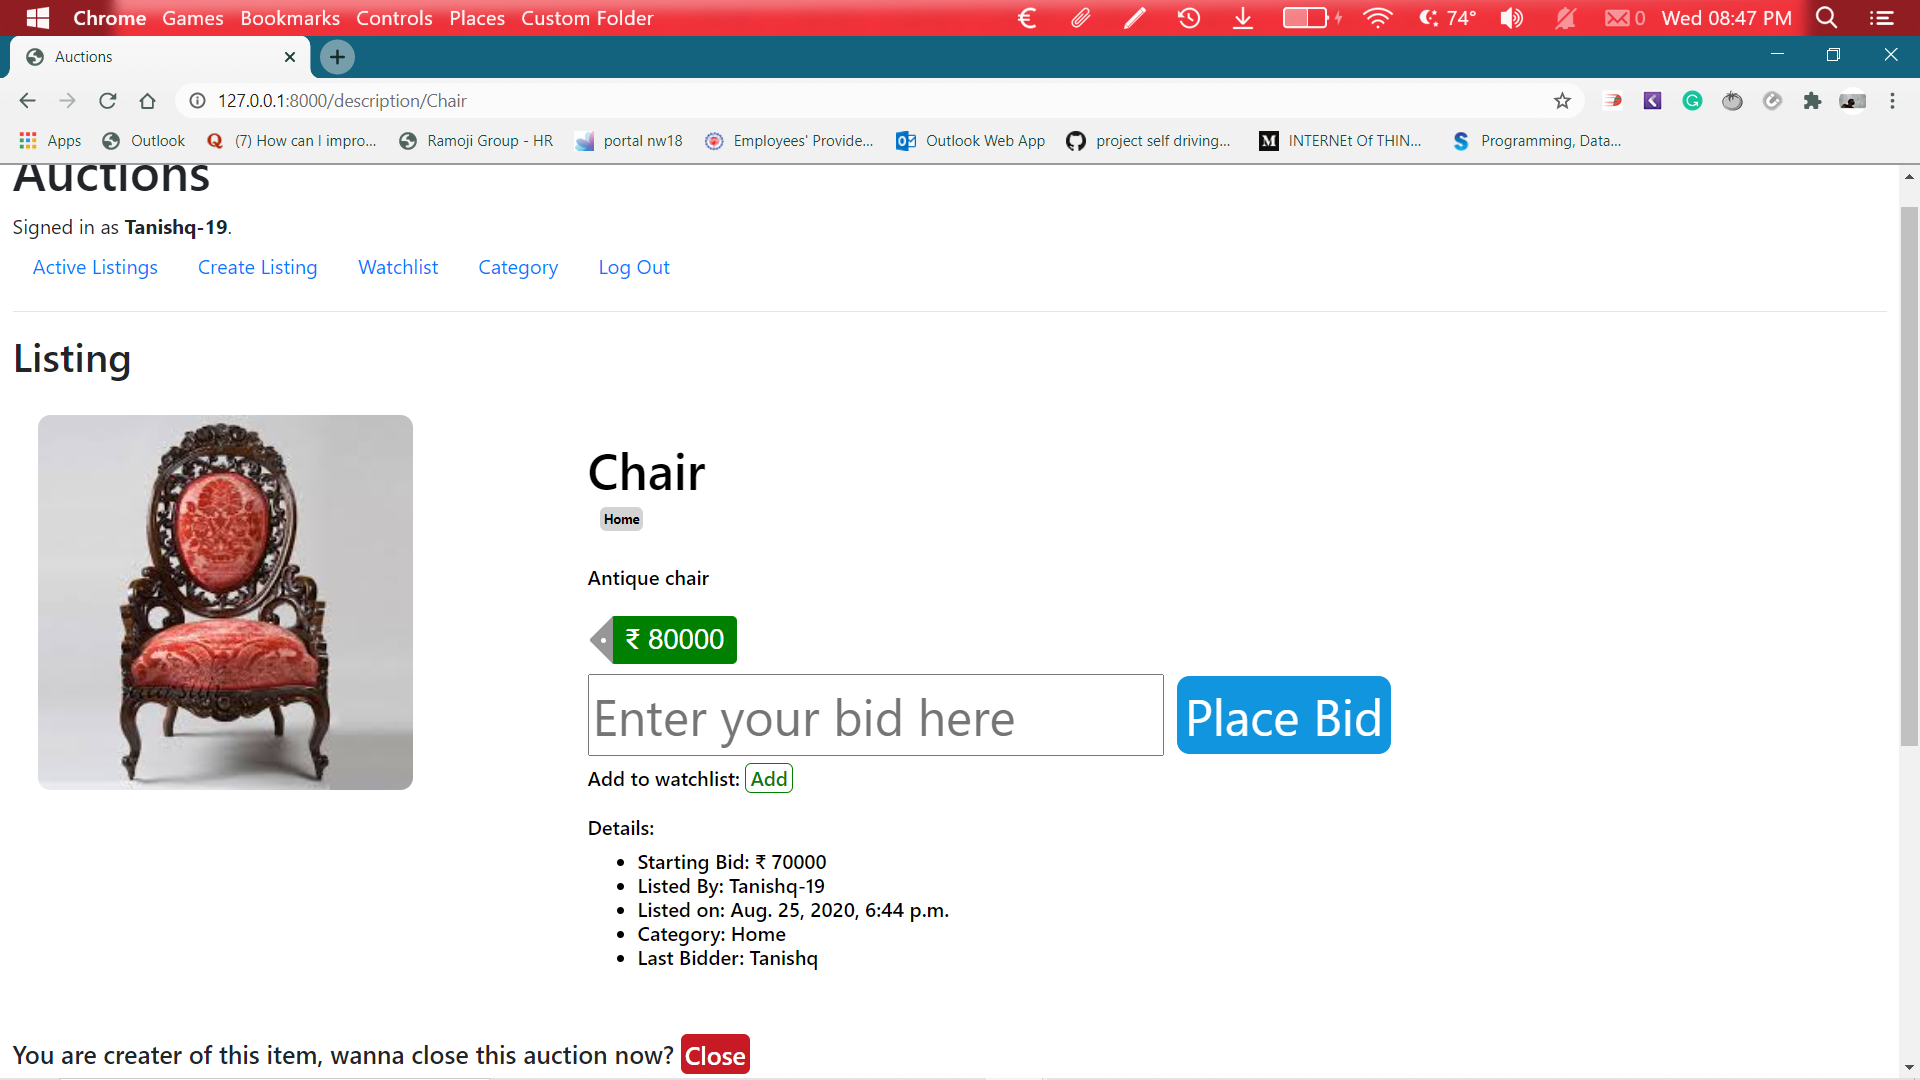 Chrome Games Bookmarks Controls Places Custom Folder 74° 0 Wed 08:47 PM
Auctions
127.0.0.1:8000/description/Chair
Apps Outlook (7) How can I impro... Ramoji Group - HR portal nw18 Employees' Provide... Outlook Web App project self driving... INTERNEt Of THIN... Programming, Data...
Auctions
Signed in as Tanishq-19.
Active Listings Create Listing Watchlist Category Log Out
Listing
Chair
Home
Antique chair
₹ 80000
Enter your bid here Place Bid
Add to watchlist: Add
Details:
Starting Bid: ₹ 70000
Listed By: Tanishq-19
Listed on: Aug. 25, 2020, 6:44 p.m.
Category: Home
Last Bidder: Tanishq
You are creater of this item, wanna close this auction now? Close